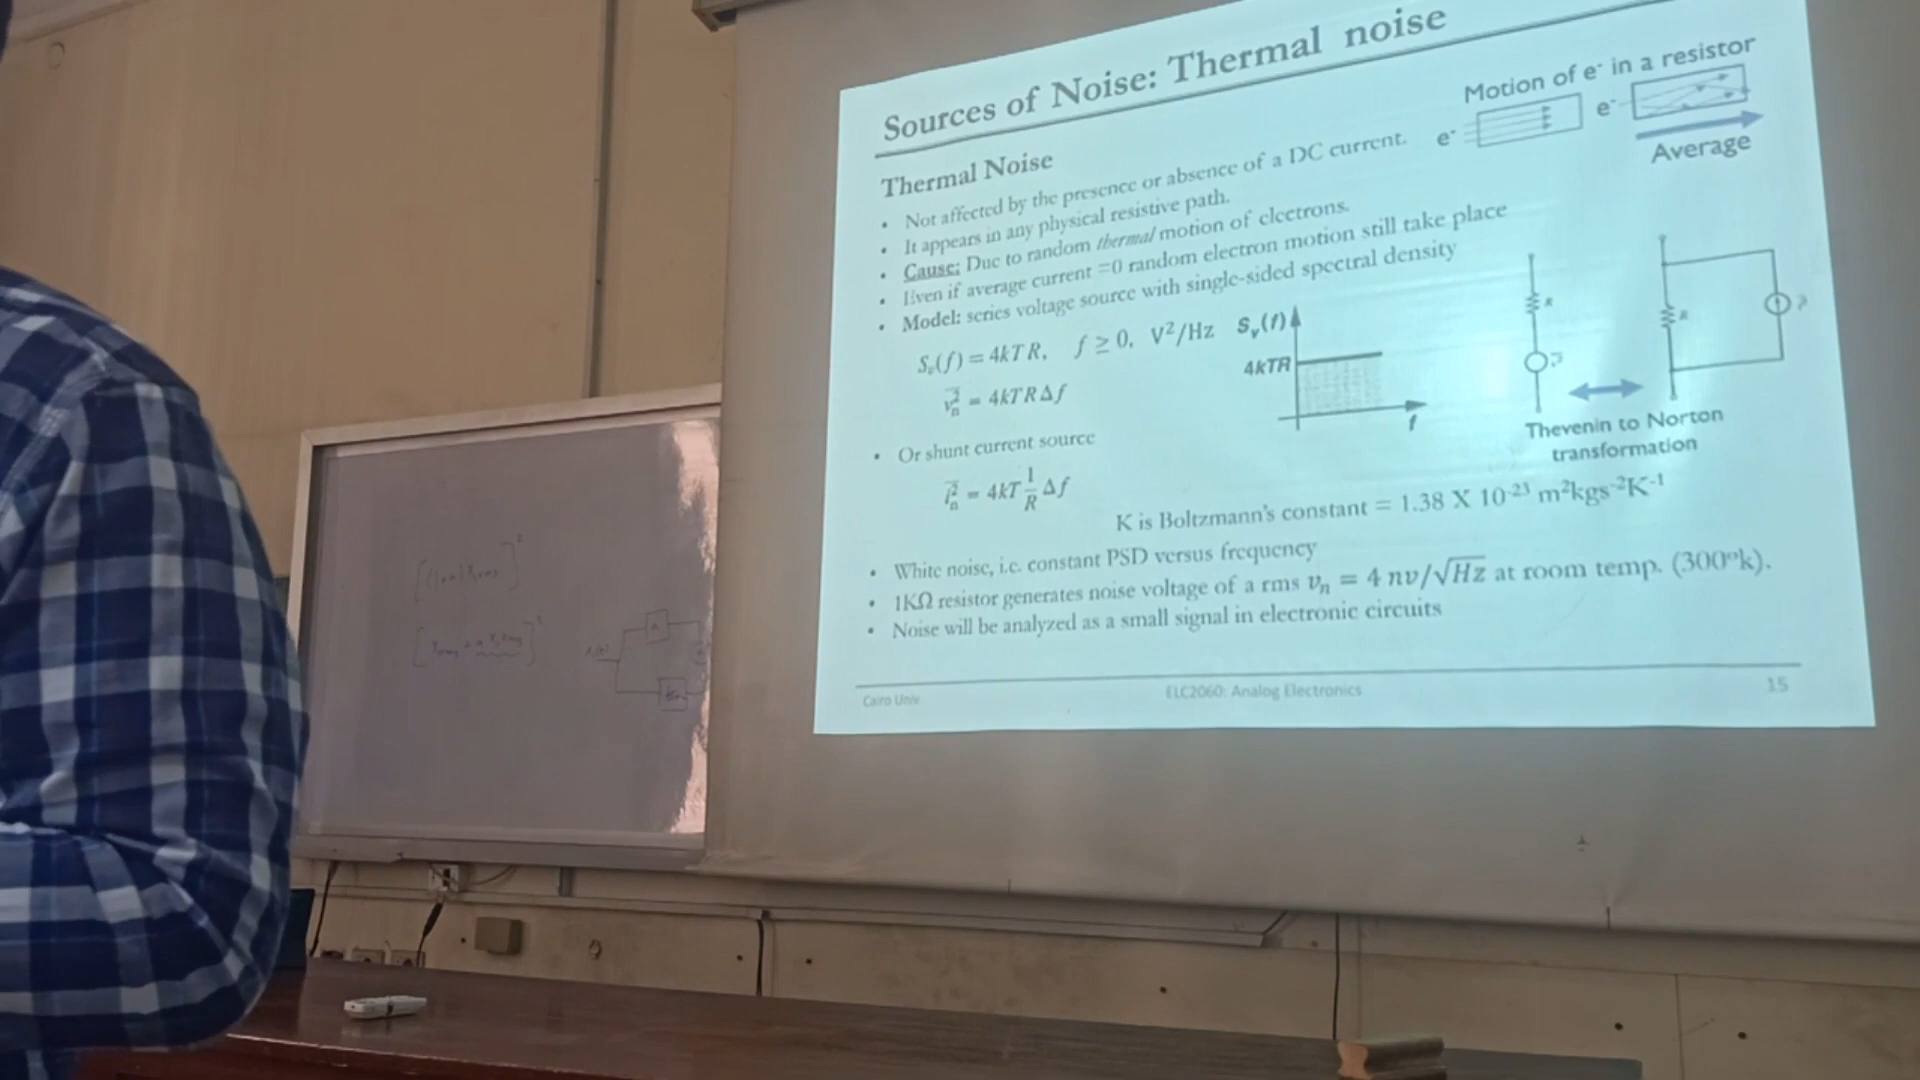 Sources of Noise: Thermal noise
Motion of e⁻ in a resistor
e⁻
e⁻
Average
Thermal Noise
• Not affected by the presence or absence of a DC current.
• It appears in any physical resistive path.
• Cause: Due to random thermal motion of electrons.
• Even if average current =0 random electron motion still take place
• Model: series voltage source with single-sided spectral density
Sᵥ(f) = 4kTR, f ≥ 0, V²/Hz
Sᵥ(f)
4kTR
f
R
R
Thevenin to Norton
transformation
v̅ₙ² = 4kTRΔf
• Or shunt current source
i̅ₙ² = 4kT 1/R Δf
K is Boltzmann's constant = 1.38 X 10⁻²³ m²kgs⁻²K⁻¹
• White noise, i.e. constant PSD versus frequency
• 1KΩ resistor generates noise voltage of a rms vₙ = 4 nv/√Hz at room temp. (300ᵒk).
• Noise will be analyzed as a small signal in electronic circuits
Cairo Univ
ELC2060: Analog Electronics
15